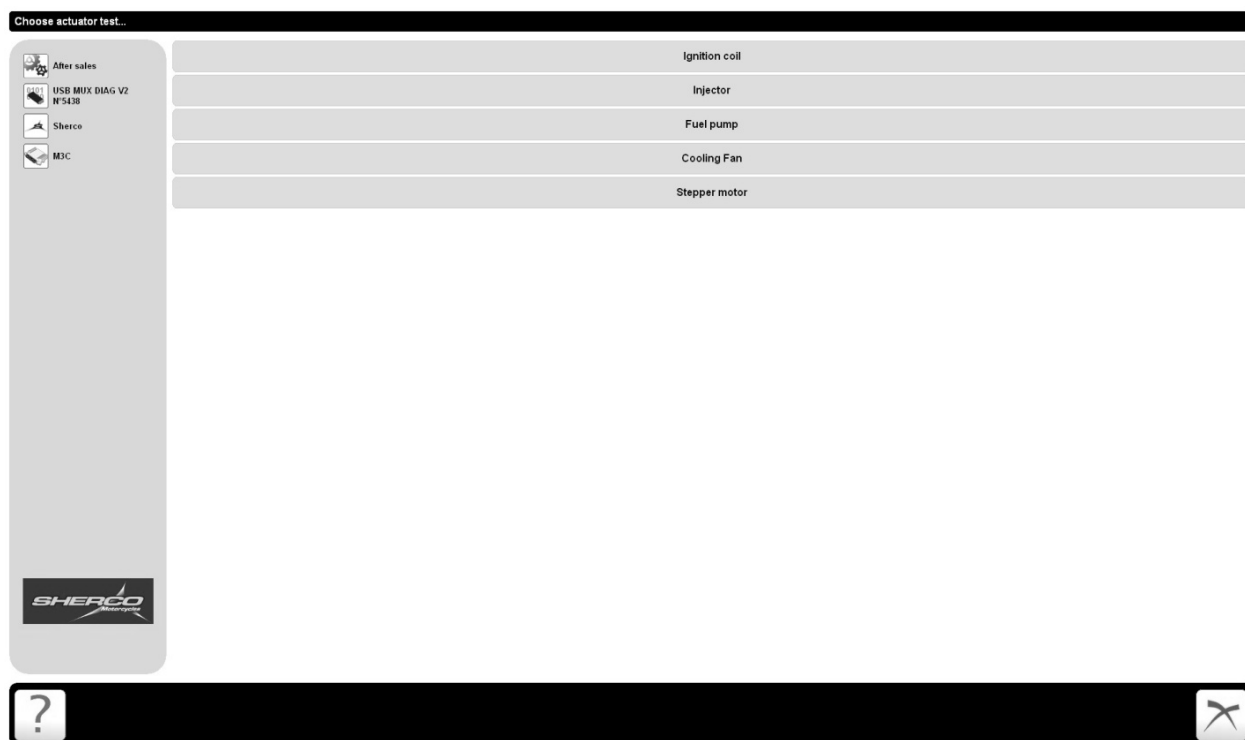 Choose actuator test...
After sales
USB MUX DIAG V2
N°5438
Sherco
M3C
Ignition coil
Injector
Fuel pump
Cooling Fan
Stepper motor
SHERCO
Motorcycles
?